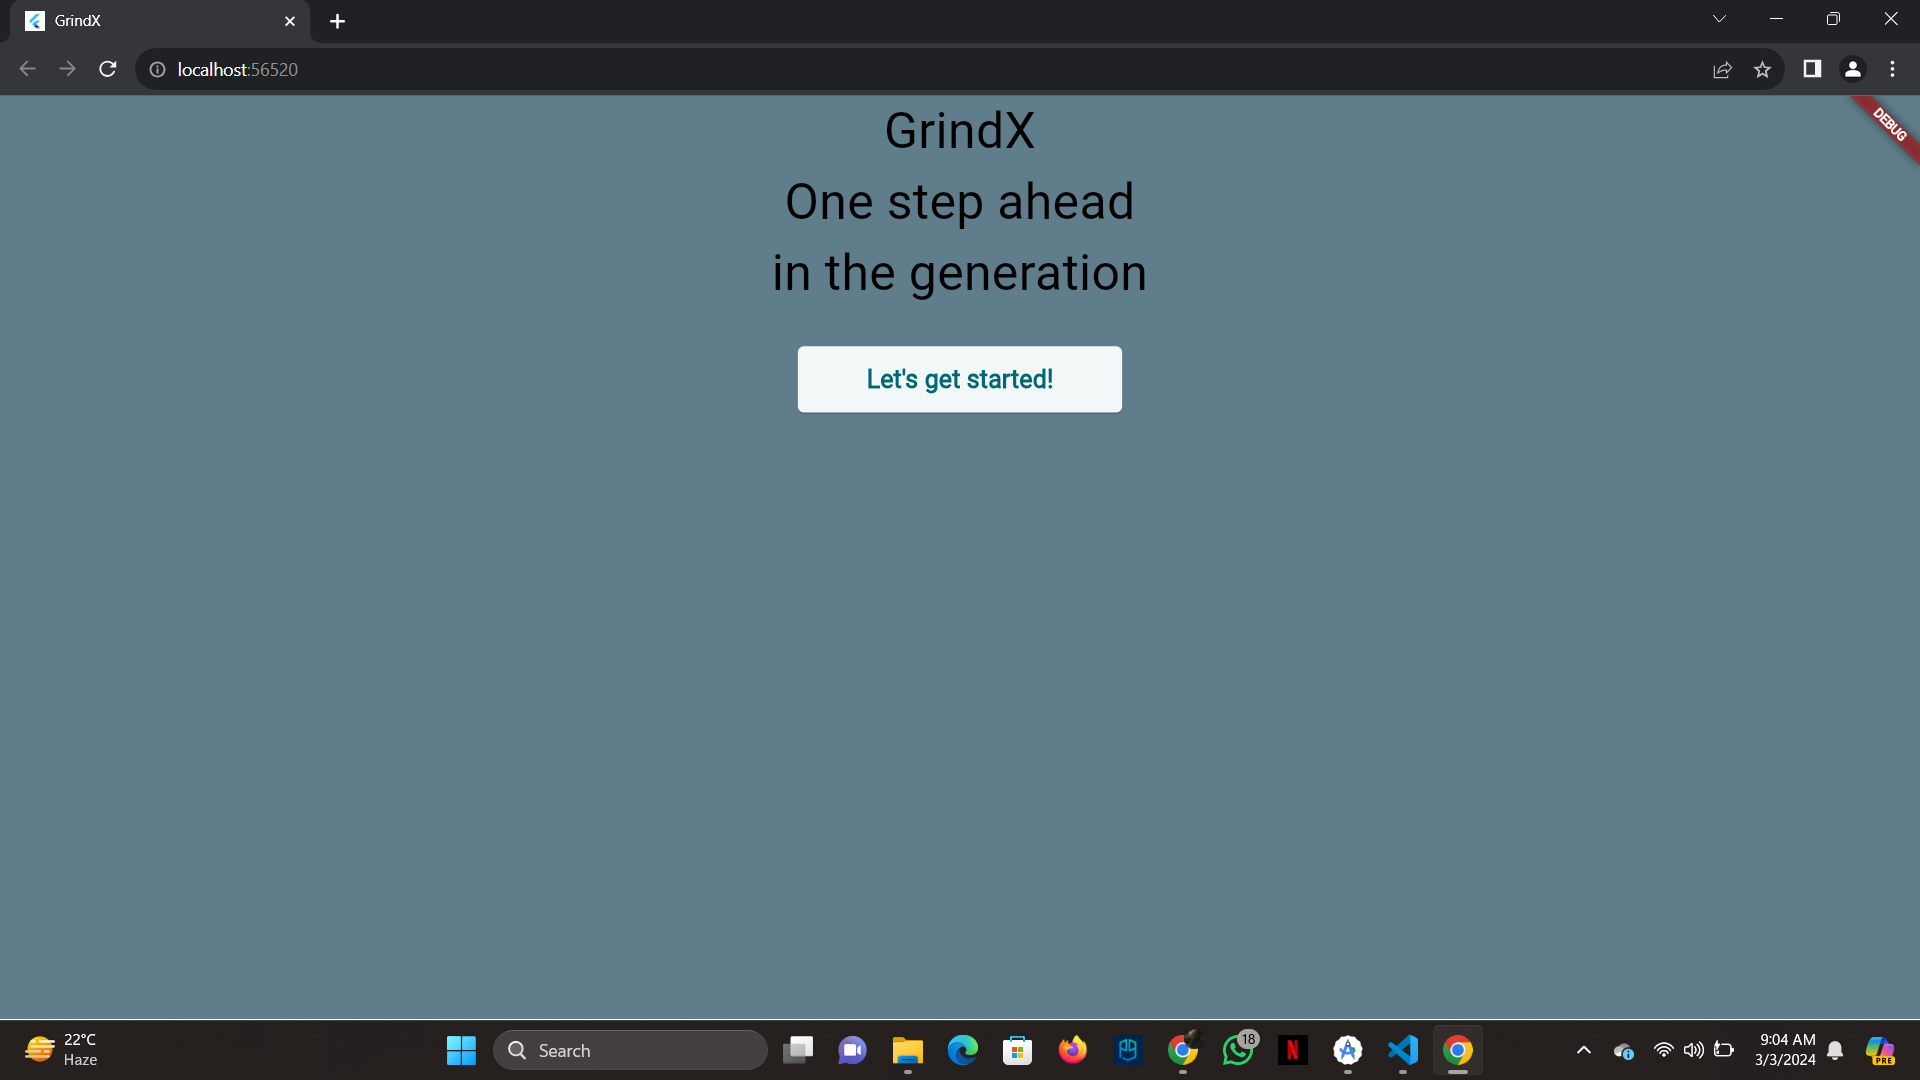 GrindX
localhost:56520
DEBUG
GrindX
One step ahead
in the generation
Let's get started!
22°C
Haze
Search
18
N
9:04 AM
3/3/2024
PRE